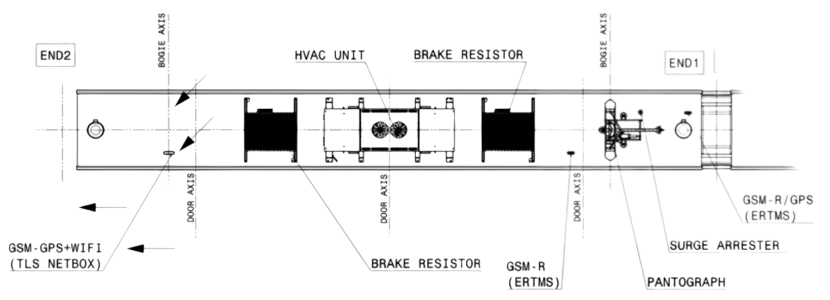 BOGIE AXIS
BOGIE AXIS
END2
HVAC UNIT
BRAKE RESISTOR
END1
DOOR AXIS
DOOR AXIS
DOOR AXIS
GSM-R/GPS
(ERTMS)
GSM-GPS+WIFI
(TLS NETBOX)
BRAKE RESISTOR
GSM-R
(ERTMS)
SURGE ARRESTER
PANTOGRAPH